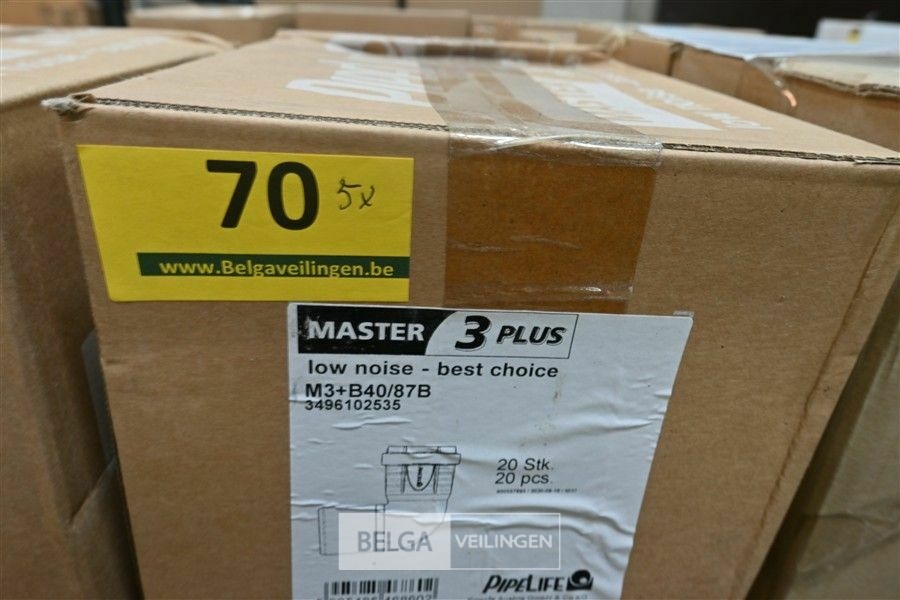 70 5x
www.Belgaveilingen.be
MASTER 3 PLUS
low noise - best choice
M3+B40/87B
3496102535
20 Stk.
20 pcs.
BELGA VEILINGEN
PIPELIFE